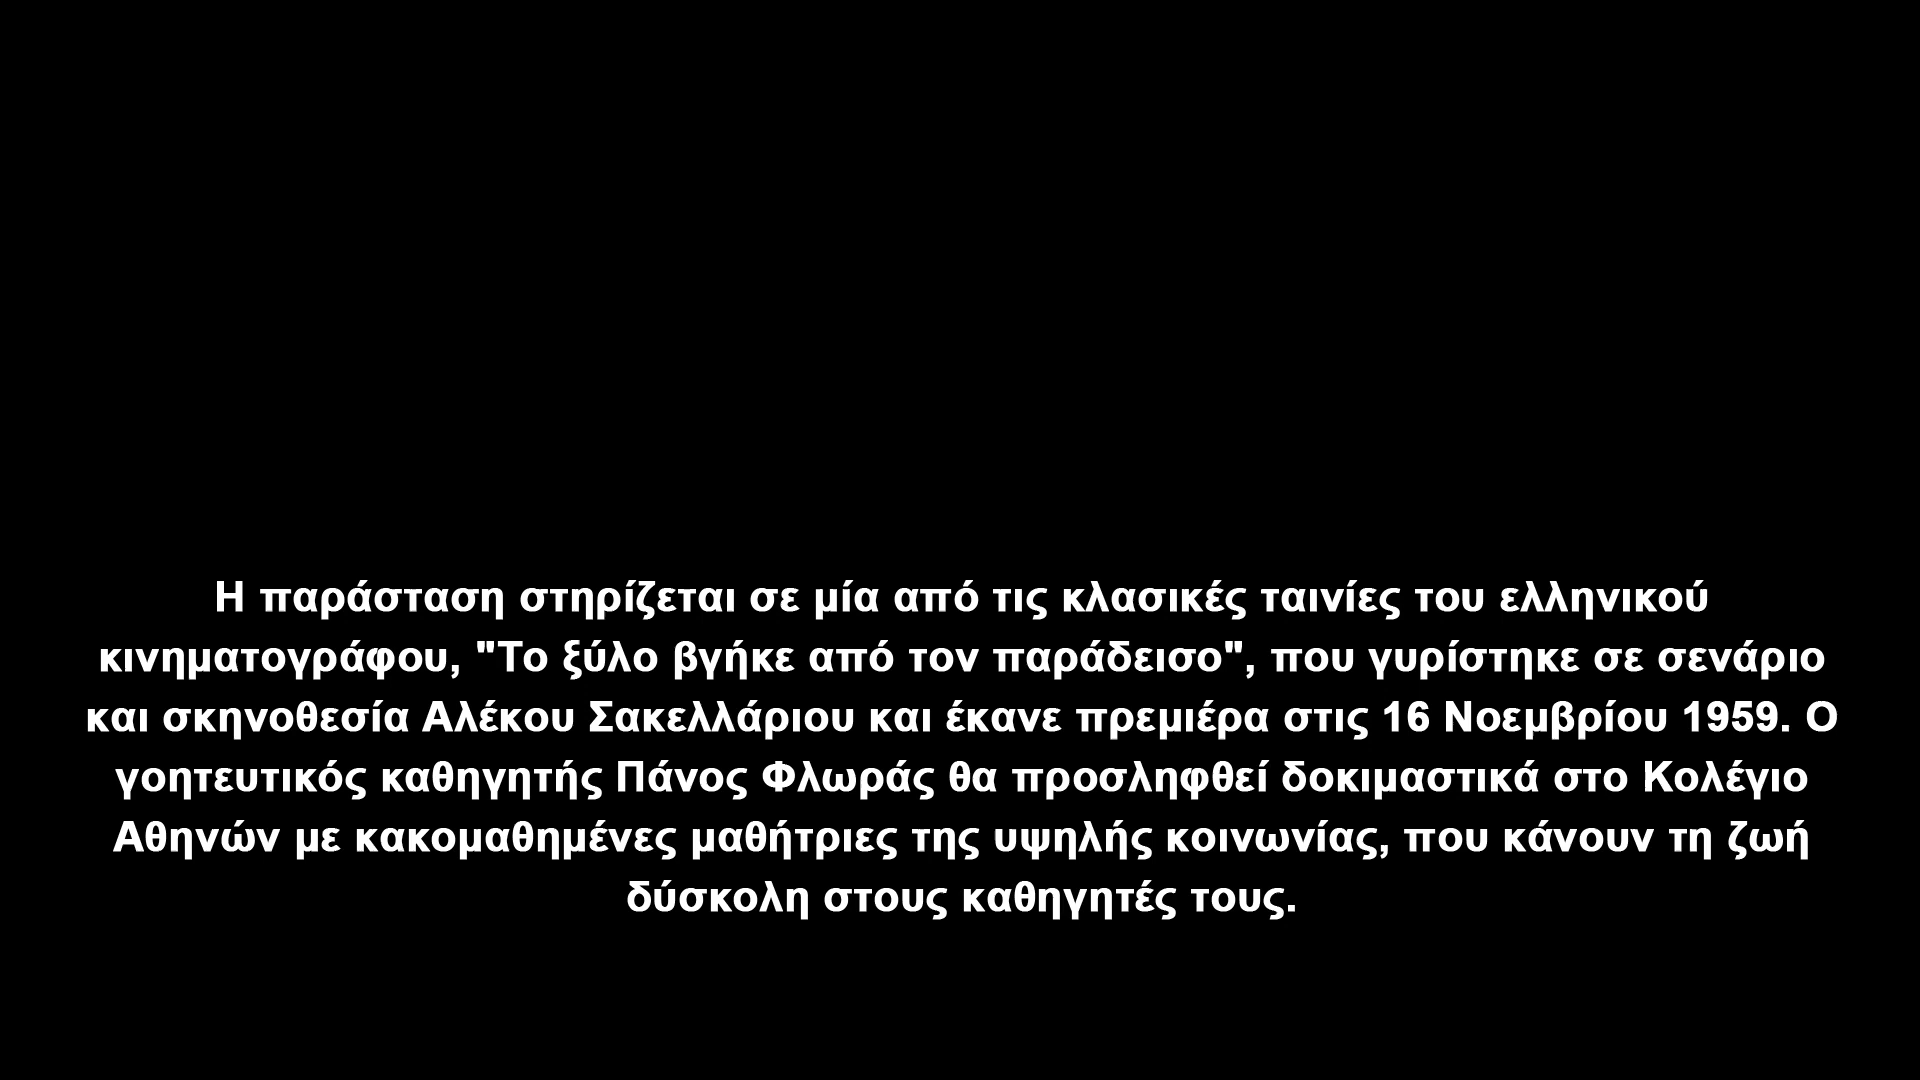 Η παράσταση στηρίζεται σε μία από τις κλασικές ταινίες του ελληνικού
κινηματογράφου, "Το ξύλο βγήκε από τον παράδεισο", που γυρίστηκε σε σενάριο
και σκηνοθεσία Αλέκου Σακελλάριου και έκανε πρεμιέρα στις 16 Νοεμβρίου 1959. Ο
γοητευτικός καθηγητής Πάνος Φλωράς θα προσληφθεί δοκιμαστικά στο Κολέγιο
Αθηνών με κακομαθημένες μαθήτριες της υψηλής κοινωνίας, που κάνουν τη ζωή
δύσκολη στους καθηγητές τους.